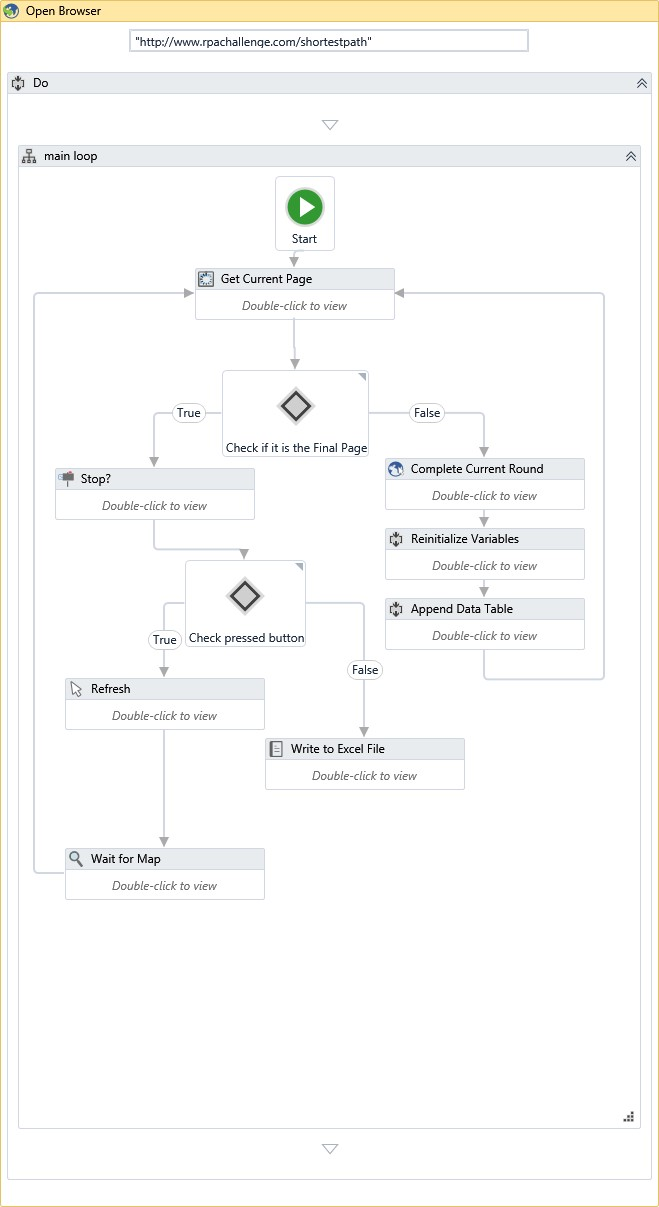 Open Browser
"http://www.rpachallenge.com/shortestpath"
Do
main loop
Start
Get Current Page
Double-click to view
True
False
Check if it is the Final Page
Stop?
Double-click to view
Complete Current Round
Double-click to view
Reinitialize Variables
Double-click to view
Append Data Table
Double-click to view
Check pressed button
True
False
Refresh
Double-click to view
Write to Excel File
Double-click to view
Wait for Map
Double-click to view